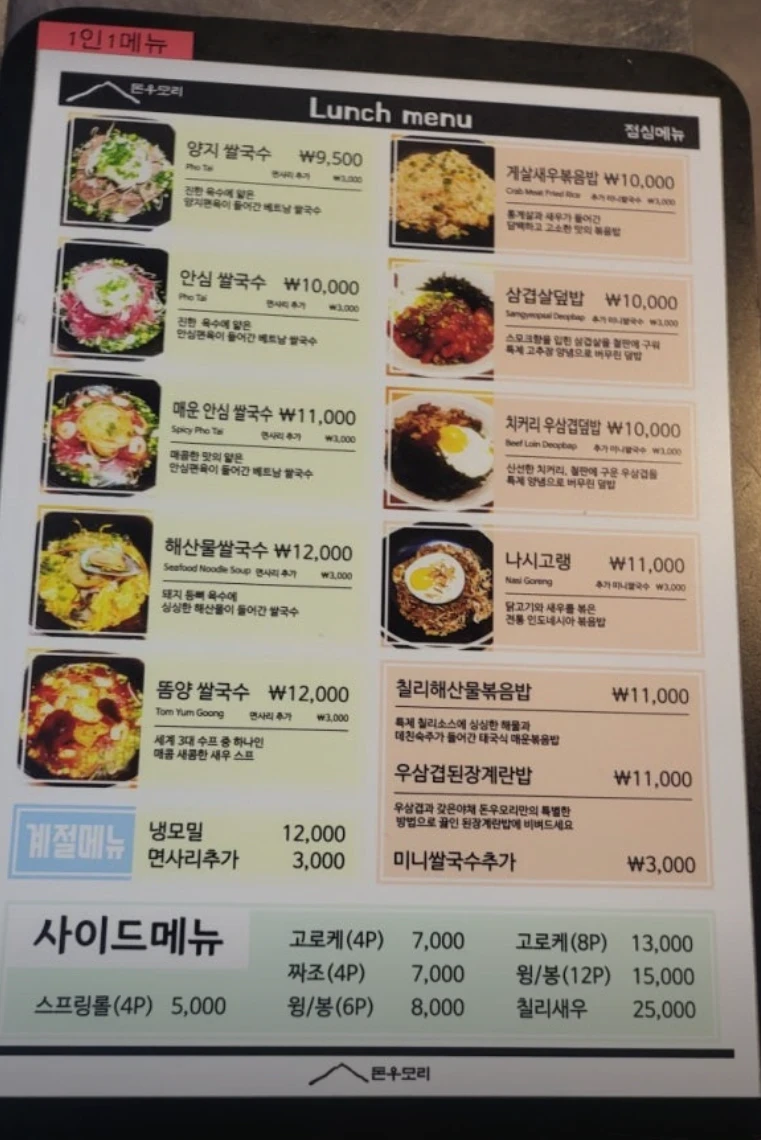 1인1메뉴
돈우모리
Lunch menu
점심메뉴
양지 쌀국수 ₩9,500
Pho Tai 면사리 추가 ₩3,000
진한 육수에 얇은
양지편육이 들어간 베트남 쌀국수
안심 쌀국수 ₩10,000
Pho Tai 면사리 추가 ₩3,000
진한 육수에 얇은
안심편육이 들어간 베트남 쌀국수
매운 안심 쌀국수 ₩11,000
Spicy Pho Tai 면사리 추가 ₩3,000
매콤한 맛의 얇은
안심편육이 들어간 베트남 쌀국수
해산물쌀국수 ₩12,000
Seafood Noodle Soup 면사리 추가 ₩3,000
돼지 등뼈 육수에
싱싱한 해산물이 들어간 쌀국수
똠양 쌀국수 ₩12,000
Tom Yum Goong 면사리 추가 ₩3,000
세계 3대 수프 중 하나인
매콤 새콤한 새우 스프
계절메뉴
냉모밀 12,000
면사리추가 3,000
게살새우볶음밥 ₩10,000
Crab Meat Fried Rice 추가 미니쌀국수 ₩3,000
통게살과 새우가 들어간
담백하고 고소한 맛의 볶음밥
삼겹살덮밥 ₩10,000
Samgyeopsal Deopbap 추가 미니쌀국수 ₩3,000
스모크향을 입힌 삼겹살을 철판에 구워
특제 고추장 양념으로 버무린 덮밥
치커리 우삼겹덮밥 ₩10,000
Beef Loin Deopbap 추가 미니쌀국수 ₩3,000
신선한 치커리, 철판에 구운 우삼겹을
특제 양념으로 버무린 덮밥
나시고랭 ₩11,000
Nasi Goreng 추가 미니쌀국수 ₩3,000
닭고기와 새우를 볶은
전통 인도네시아 볶음밥
칠리해산물볶음밥 ₩11,000
특제 칠리소스에 싱싱한 해물과
데친숙주가 들어간 태국식 매운볶음밥
우삼겹된장계란밥 ₩11,000
우삼겹과 갖은야채 돈우모리만의 특별한
방법으로 끓인 된장계란밥에 비벼드세요
미니쌀국수추가 ₩3,000
사이드메뉴
스프링롤(4P) 5,000
고로케(4P) 7,000
짜조(4P) 7,000
윙/봉(6P) 8,000
고로케(8P) 13,000
윙/봉(12P) 15,000
칠리새우 25,000
돈우모리